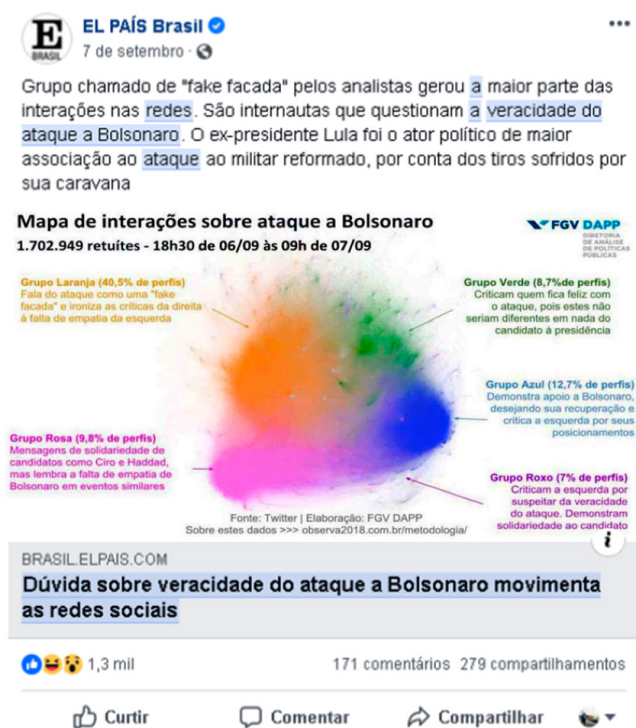 EL PAÍS Brasil
7 de setembro ·
Grupo chamado de "fake facada" pelos analistas gerou a maior parte das
interações nas redes. São internautas que questionam a veracidade do
ataque a Bolsonaro. O ex-presidente Lula foi o ator político de maior
associação ao ataque ao militar reformado, por conta dos tiros sofridos por
sua caravana
Mapa de interações sobre ataque a Bolsonaro
1.702.949 retuítes - 18h30 de 06/09 às 09h de 07/09
FGV DAPP
DIRETORIA
DE ANÁLISE
DE POLÍTICAS
PÚBLICAS
Grupo Laranja (40,5% de perfis)
Fala do ataque como uma "fake
facada" e ironiza as críticas da direita
à falta de empatia da esquerda
Grupo Verde (8,7%de perfis)
Criticam quem fica feliz com
o ataque, pois estes não
seriam diferentes em nada do
candidato à presidência
Grupo Azul (12,7% de perfis)
Demonstra apoio a Bolsonaro,
desejando sua recuperação e
critica a esquerda por seus
posicionamentos
Grupo Rosa (9,8% de perfis)
Mensagens de solidariedade de
candidatos como Ciro e Haddad,
mas lembra a falta de empatia de
Bolsonaro em eventos similares
Grupo Roxo (7% de perfis)
Criticam a esquerda por
suspeitar da veracidade
do ataque. Demonstram
solidariedade ao candidato
Fonte: Twitter | Elaboração: FGV DAPP
Sobre estes dados >>> observa2018.com.br/metodologia/
i
BRASIL.ELPAIS.COM
Dúvida sobre veracidade do ataque a Bolsonaro movimenta
as redes sociais
1,3 mil
171 comentários 279 compartilhamentos
Curtir
Comentar
Compartilhar
E
BRASIL